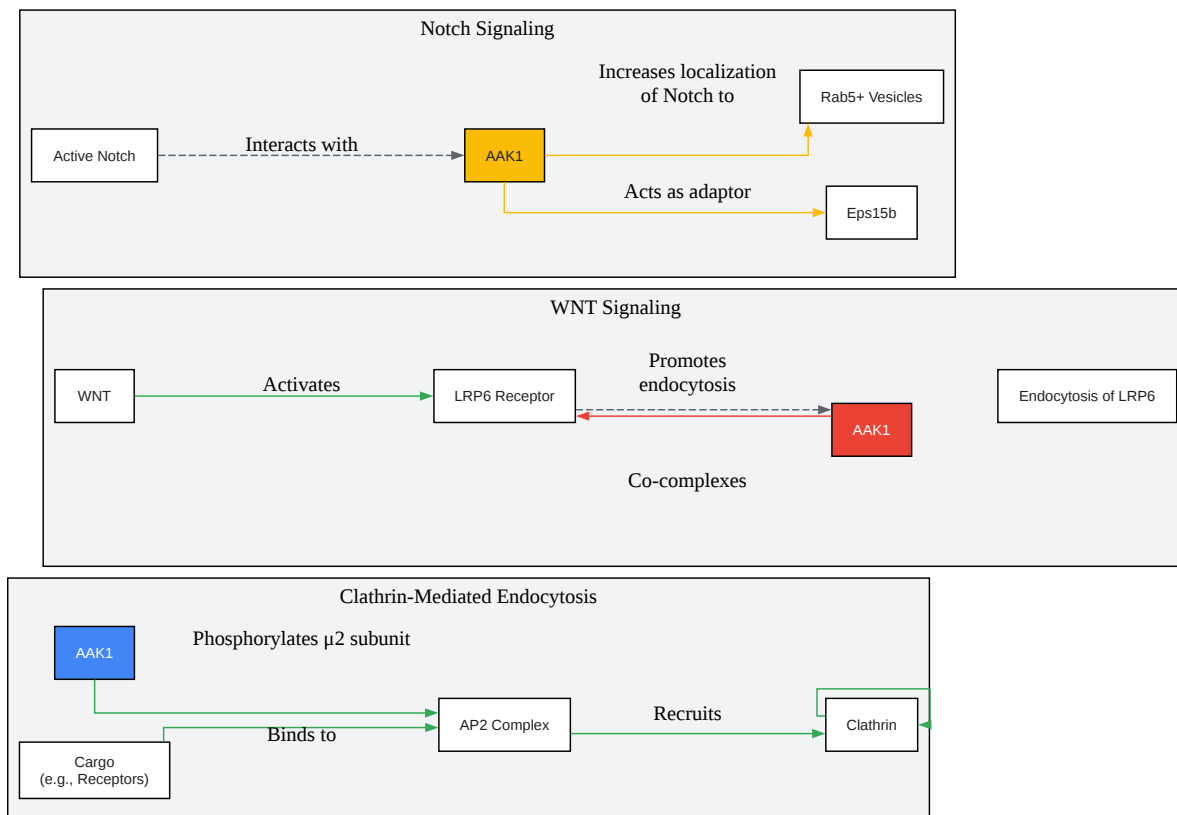 Notch Signaling
Increases localization
of Notch to
Rab5+ Vesicles
Active Notch
Interacts with
AAK1
Acts as adaptor
Eps15b
WNT Signaling
WNT
Activates
LRP6 Receptor
Promotes
endocytosis
AAK1
Endocytosis of LRP6
Co-complexes
Clathrin-Mediated Endocytosis
AAK1
Phosphorylates μ2 subunit
Cargo
(e.g., Receptors)
Binds to
AP2 Complex
Recruits
Clathrin